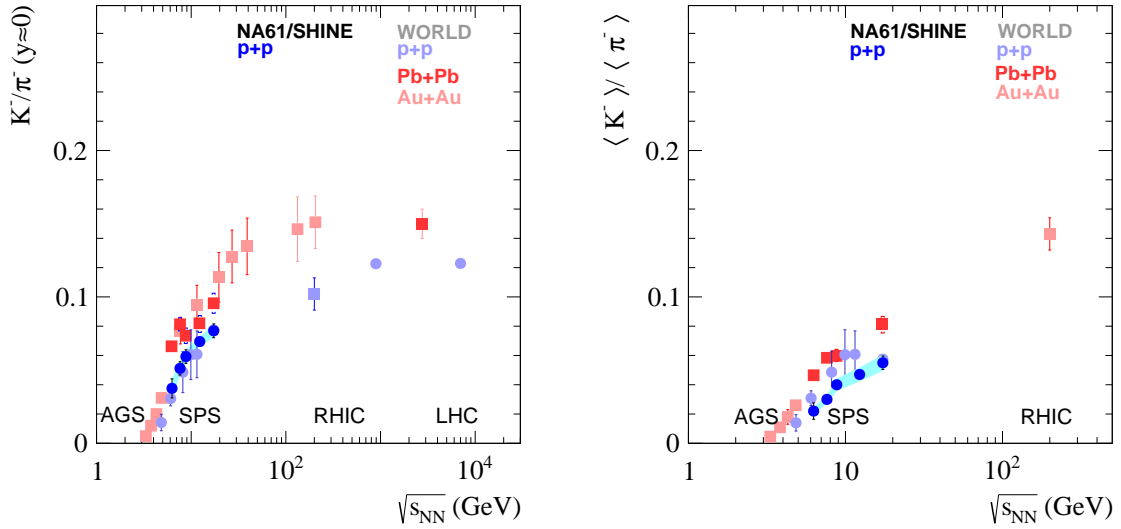 K⁻/π⁻ (y≈0)
NA61/SHINE
p+p
WORLD
p+p
Pb+Pb
Au+Au
0.2
0.1
0
AGS
SPS
RHIC
LHC
1
10²
10⁴
√s_NN (GeV)
⟨ K⁻ ⟩/⟨ π⁻ ⟩
NA61/SHINE
p+p
WORLD
p+p
Pb+Pb
Au+Au
0.2
0.1
0
AGS
SPS
RHIC
1
10
10²
√s_NN (GeV)